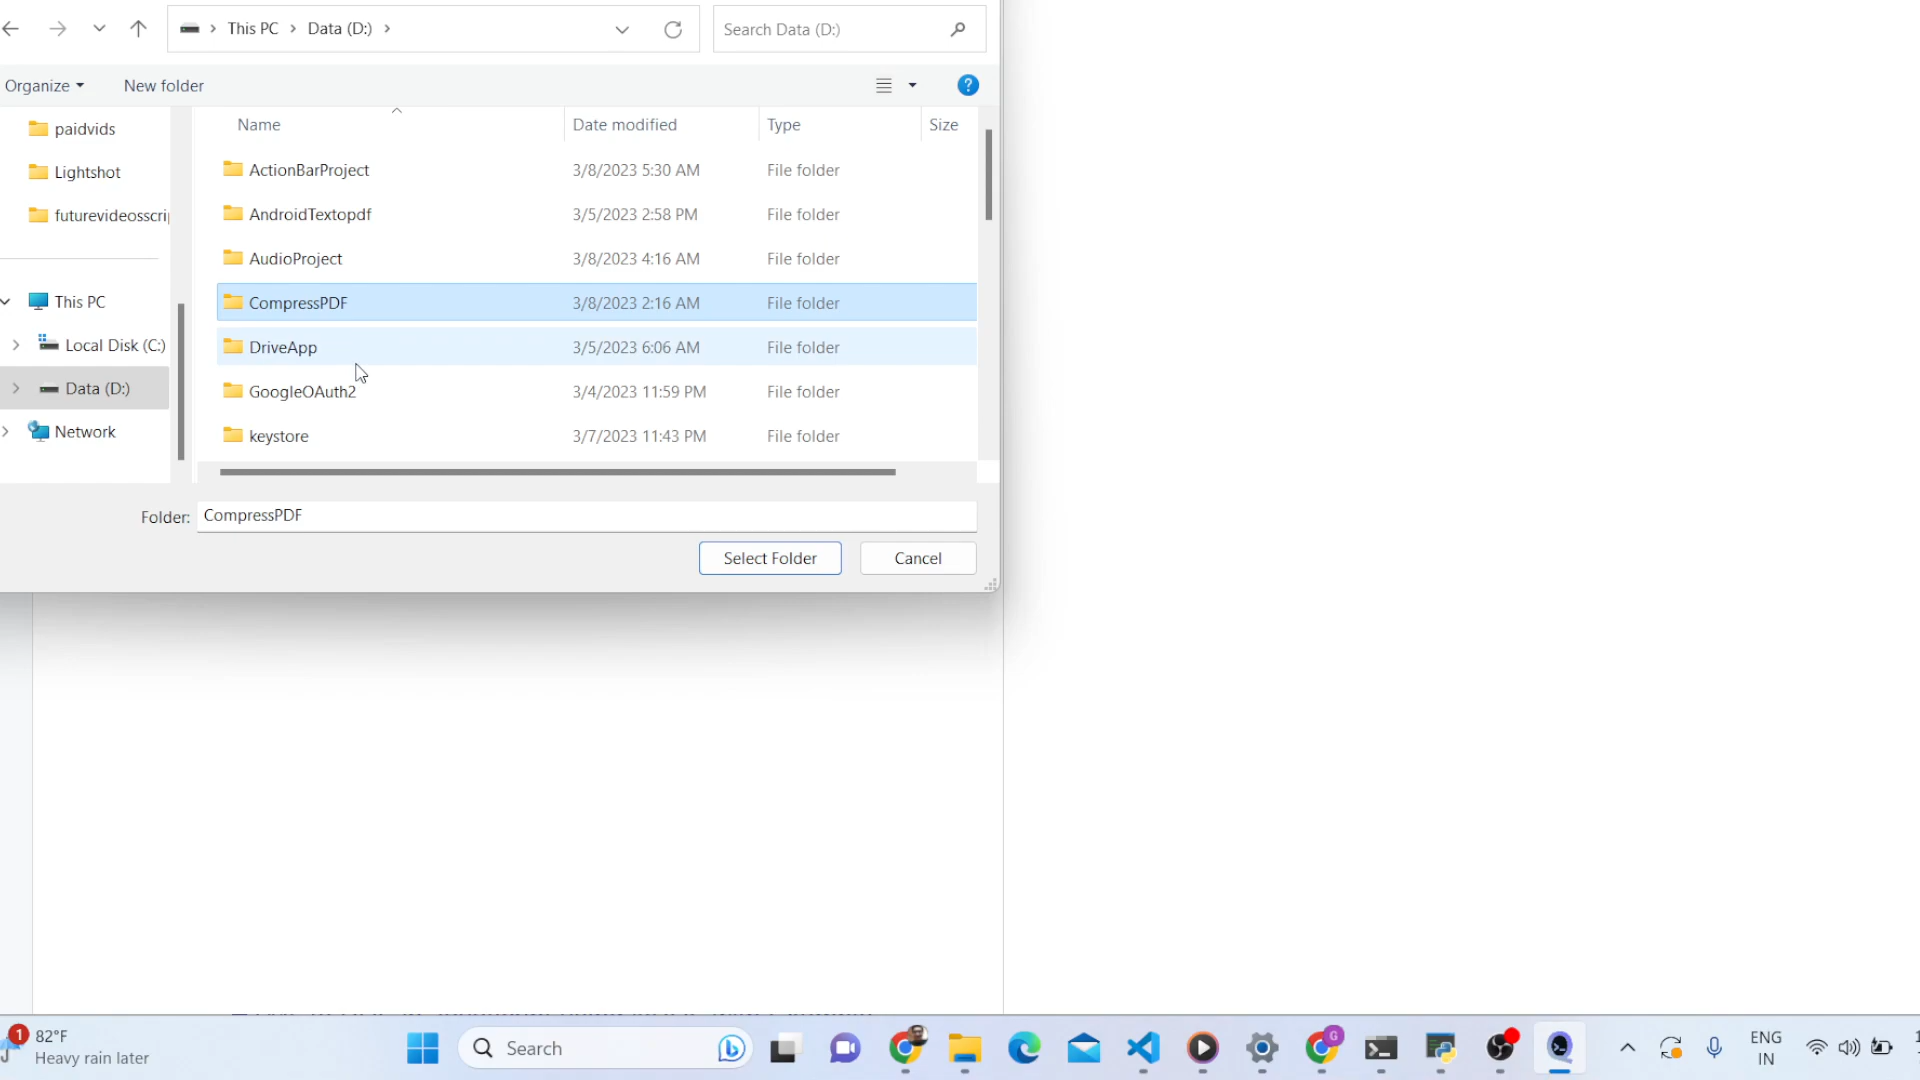 This PC > Data (D:) >
Search Data (D:)
Organize
New folder
?
Name
Date modified
Type
Size
paidvids
Lightshot
futurevideosscrip
This PC
Local Disk (C:)
Data (D:)
Network
ActionBarProject 3/8/2023 5:30 AM File folder
AndroidTextopdf 3/5/2023 2:58 PM File folder
AudioProject 3/8/2023 4:16 AM File folder
CompressPDF 3/8/2023 2:16 AM File folder
DriveApp 3/5/2023 6:06 AM File folder
GoogleOAuth2 3/4/2023 11:59 PM File folder
keystore 3/7/2023 11:43 PM File folder
Folder: CompressPDF
Select Folder
Cancel
1
82°F
Heavy rain later
Search
G
ENG
IN